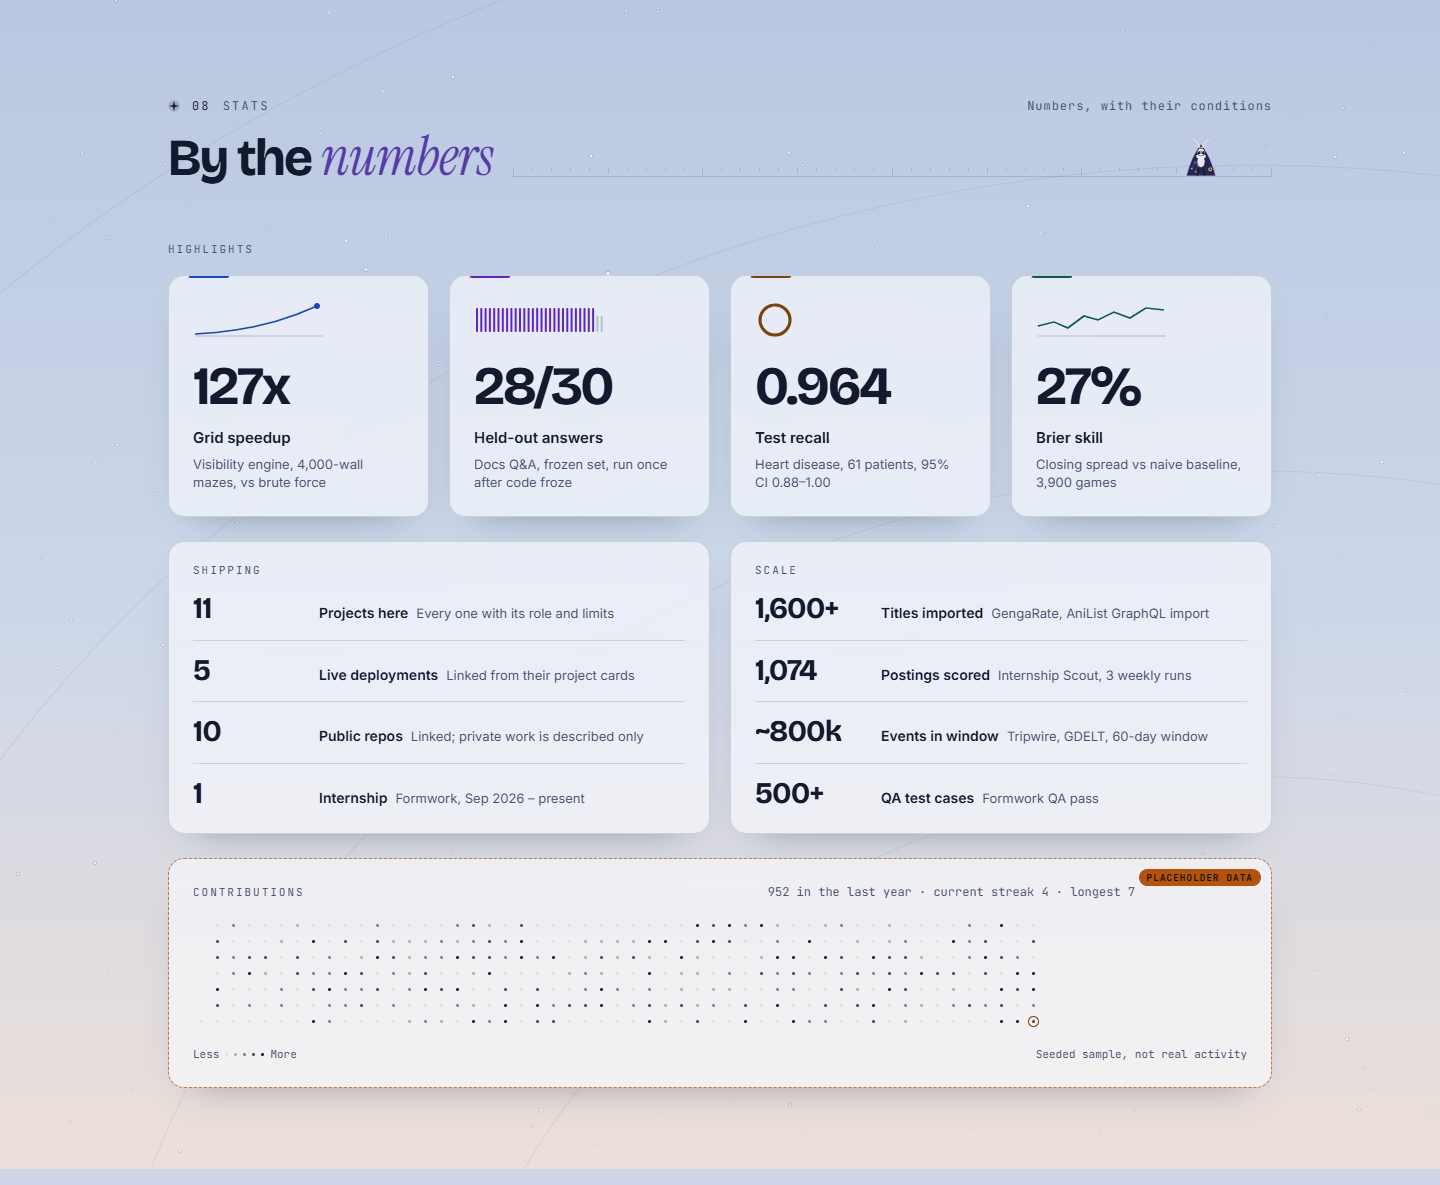 08 STATS
Numbers, with their conditions
By the numbers
HIGHLIGHTS
127x
Grid speedup
Visibility engine, 4,000-wall
mazes, vs brute force
28/30
Held-out answers
Docs Q&A, frozen set, run once
after code froze
0.964
Test recall
Heart disease, 61 patients, 95%
CI 0.88–1.00
27%
Brier skill
Closing spread vs naive baseline,
3,900 games
SHIPPING
11 Projects here Every one with its role and limits
5 Live deployments Linked from their project cards
10 Public repos Linked; private work is described only
1 Internship Formwork, Sep 2026 – present
SCALE
1,600+ Titles imported GengaRate, AniList GraphQL import
1,074 Postings scored Internship Scout, 3 weekly runs
~800k Events in window Tripwire, GDELT, 60-day window
500+ QA test cases Formwork QA pass
PLACEHOLDER DATA
CONTRIBUTIONS
952 in the last year · current streak 4 · longest 7
Less More
Seeded sample, not real activity